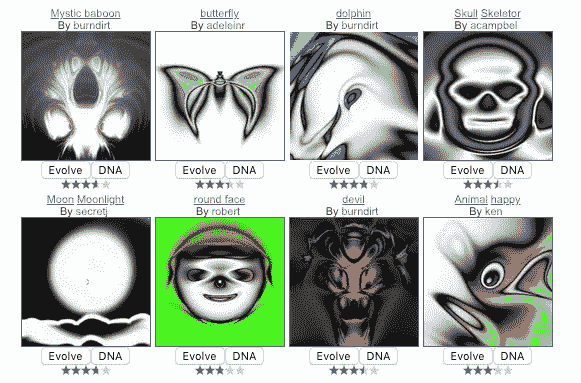 Mystic baboon
By burndirt
butterfly
By adeleinr
dolphin
By burndirt
Skull Skeletor
By acampbel
Evolve DNA
Evolve DNA
Evolve DNA
Evolve DNA
Moon Moonlight
By secretj
round face
By robert
devil
By burndirt
Animal happy
By ken
Evolve DNA
Evolve DNA
Evolve DNA
Evolve DNA